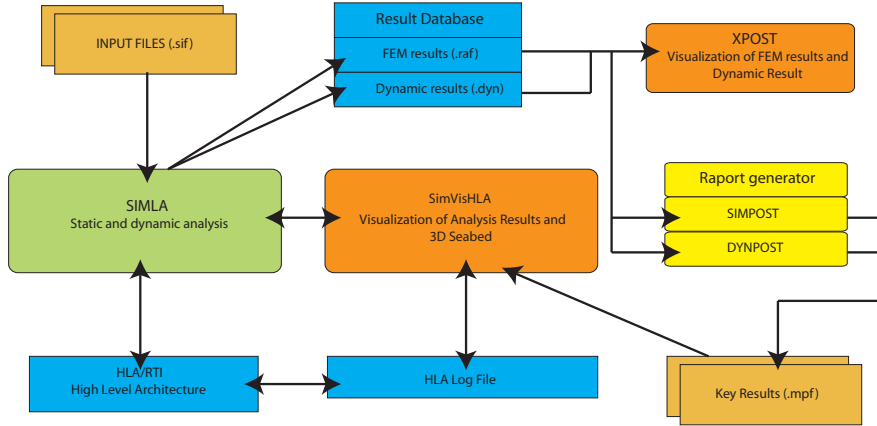 INPUT FILES (.sif)
Result Database
FEM results (.raf)
Dynamic results (.dyn)
XPOST
Visualization of FEM results and
Dynamic Result
SIMLA
Static and dynamic analysis
SimVisHLA
Visualization of Analysis Results and
3D Seabed
Raport generator
SIMPOST
DYNPOST
HLA/RTI
High Level Architecture
HLA Log File
Key Results (.mpf)